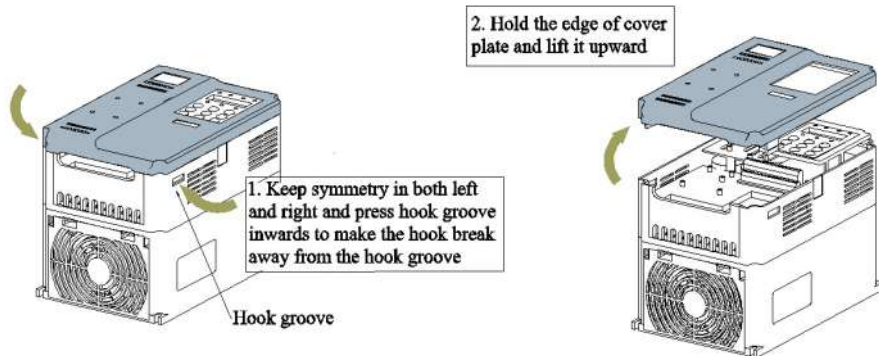 2. Hold the edge of cover
plate and lift it upward
1. Keep symmetry in both left
and right and press hook groove
inwards to make the hook break
away from the hook groove
Hook groove